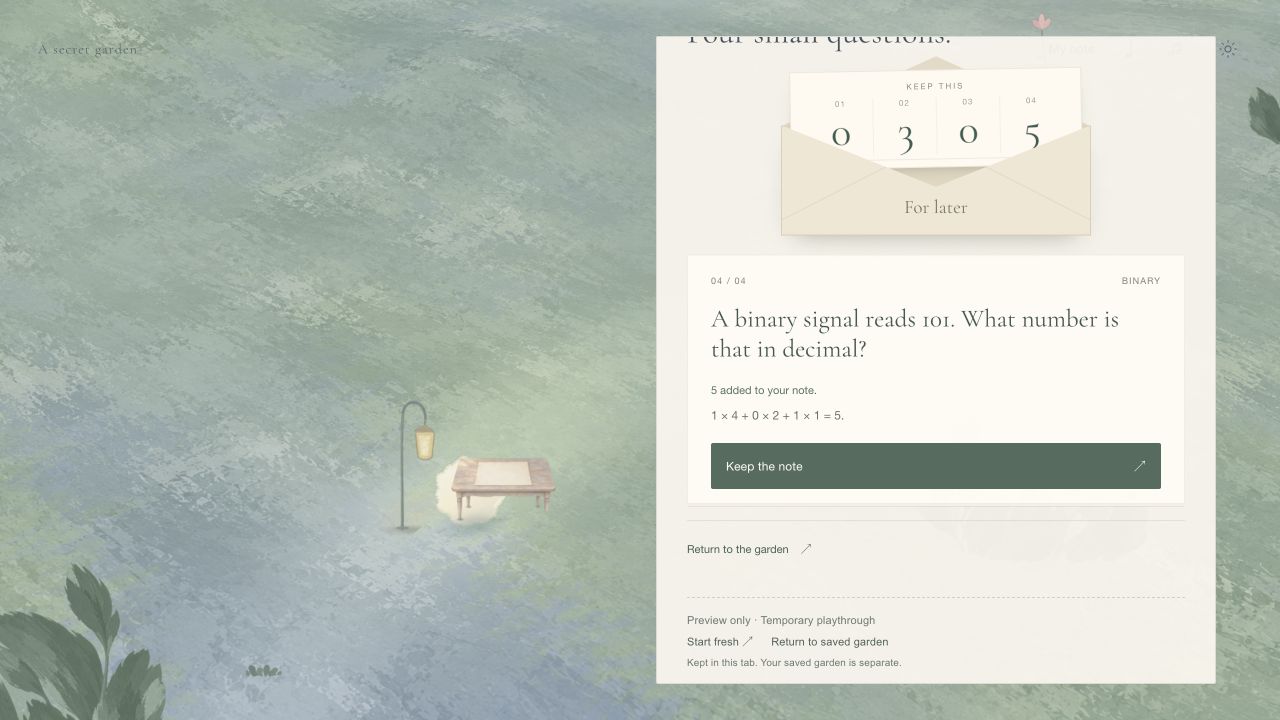 A secret garden
Four small questions.
My note
KEEP THIS
01 02 03 04
0 3 0 5
For later
04 / 04 BINARY
A binary signal reads 101. What number is
that in decimal?
5 added to your note.
1 × 4 + 0 × 2 + 1 × 1 = 5.
Keep the note
Return to the garden
Preview only · Temporary playthrough
Start fresh Return to saved garden
Kept in this tab. Your saved garden is separate.